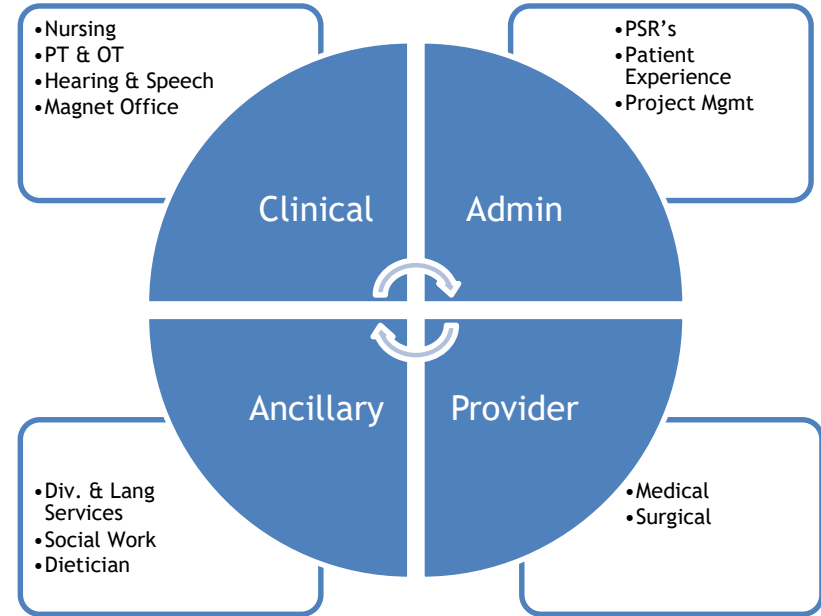 •Nursing
•PT & OT
•Hearing & Speech
•Magnet Office
•PSR’s
•Patient
Experience
•Project Mgmt
Clinical
Admin
Ancillary
Provider
•Div. & Lang
Services
•Social Work
•Dietician
•Medical
•Surgical